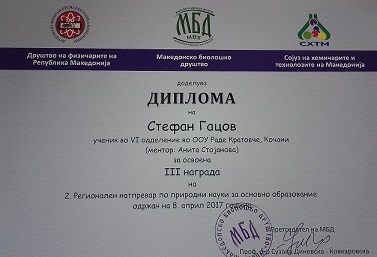 МБД
МВЅ
СХТМ
Друштво на физичарите на
Република Македонија
Македонско биолошко
друштво
Сојуз на хемичарите и
технолозите на Македонија
доделува
ДИПЛОМА
на
Стефан Гацов
ученик во VI одделение во ООУ Раде Кратовче, Кочани
(ментор: Анита Стојанова)
за освоена
III награда
на
2. Регионален натпревар по природни науки за основно образование
одржан на 8. април 2017 година
Претседател на МБД
МБД
Проф. д-р Сузана Диневска - Ќовкаровска